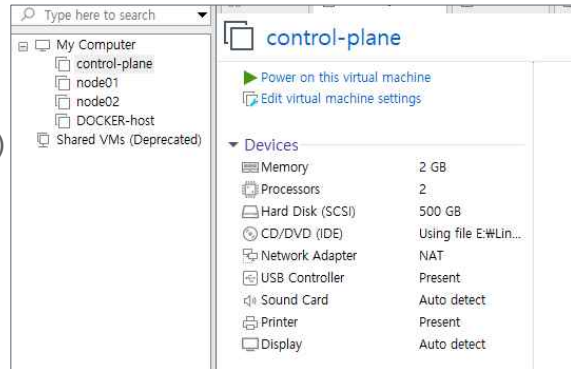 Type here to search
My Computer
control-plane
node01
node02
DOCKER-host
Shared VMs (Deprecated)
control-plane
Power on this virtual machine
Edit virtual machine settings
Devices
Memory 2 GB
Processors 2
Hard Disk (SCSI) 500 GB
CD/DVD (IDE) Using file E:₩Lin...
Network Adapter NAT
USB Controller Present
Sound Card Auto detect
Printer Present
Display Auto detect